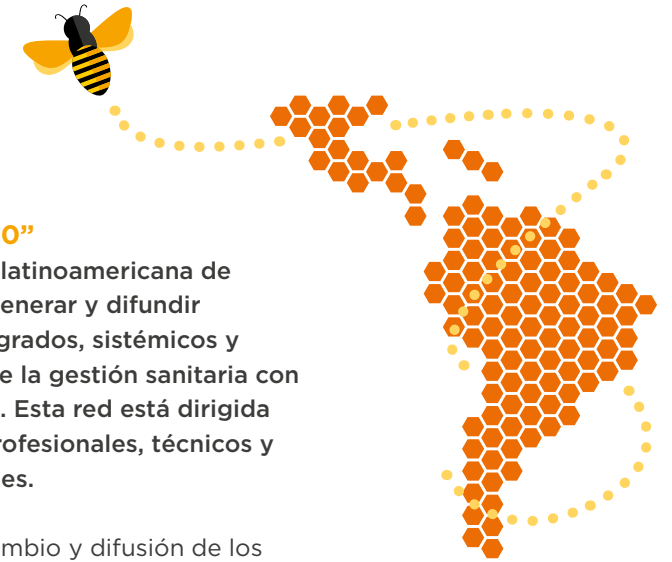 0”
latinoamericana de
enerar y difundir
grados, sistémicos y
e la gestión sanitaria con
. Esta red está dirigida
rofesionales, técnicos y
es.
mbio y difusión de los